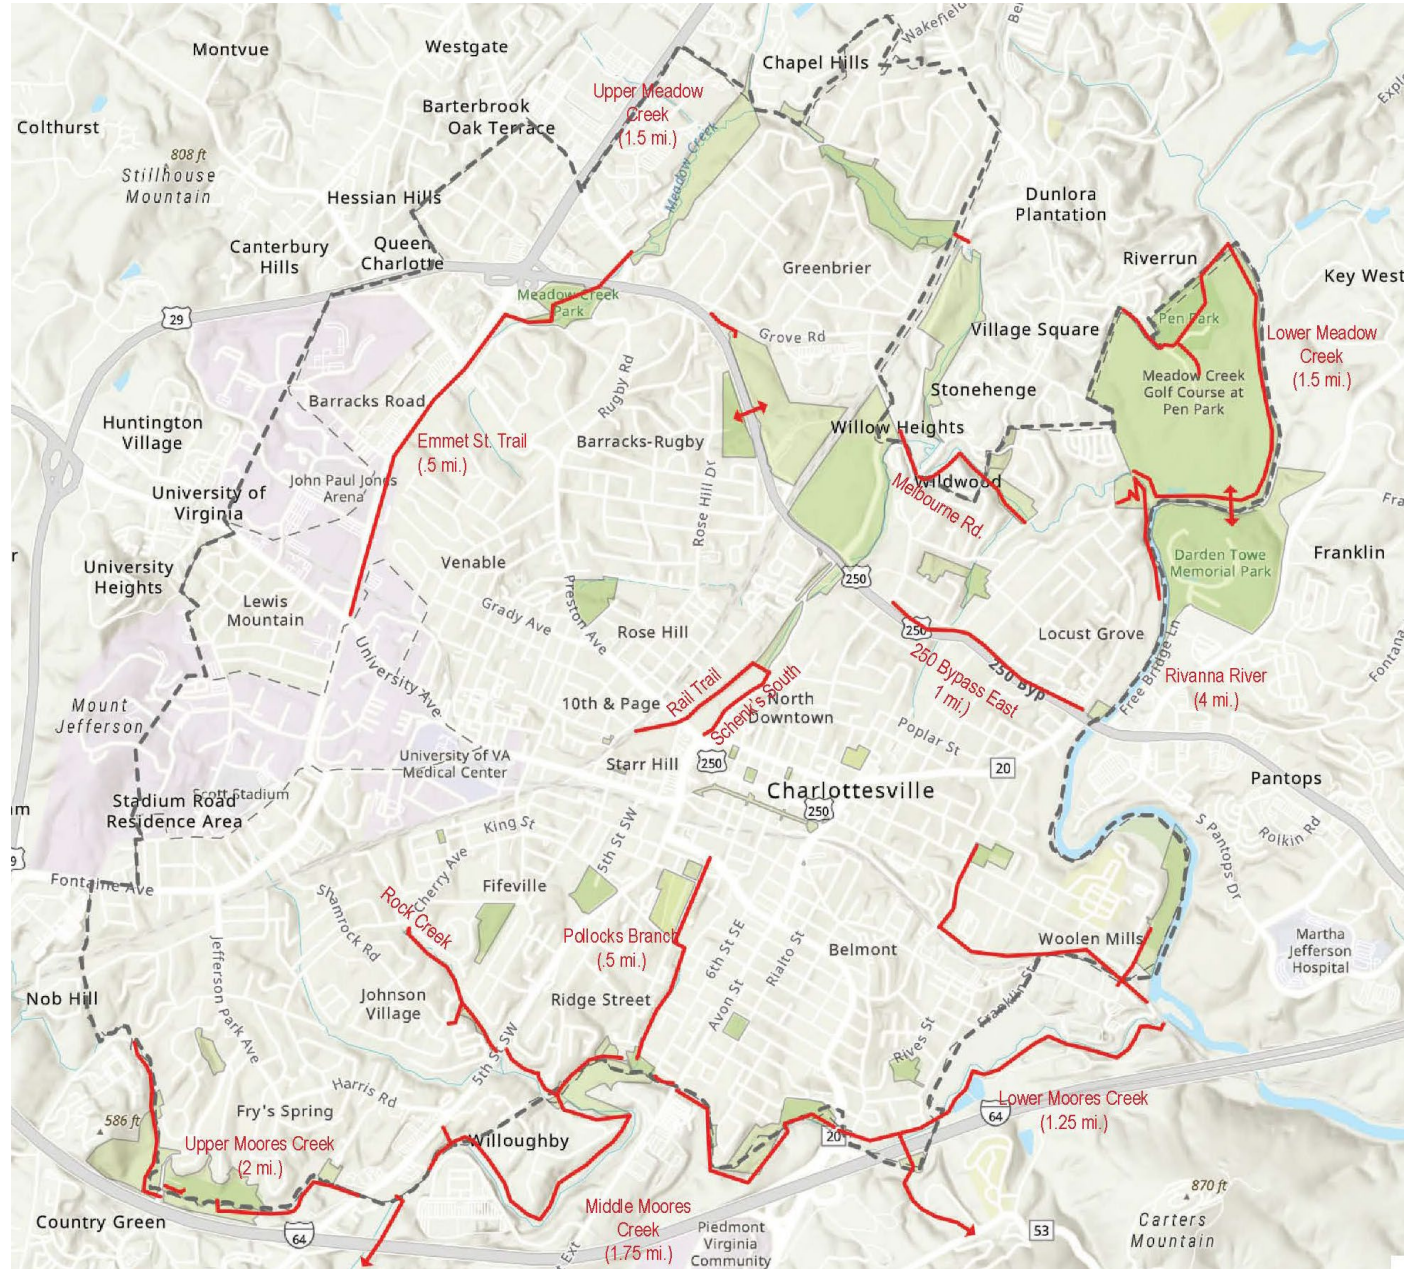 Montvue
Westgate
Chapel Hills
Wakefield
Upper Meadow
Creek
(1.5 mi.)
Barterbrook
Oak Terrace
Colthurst
Meadow Creek
808 ft
Stillhouse
Mountain
Hessian Hills
Dunlora
Plantation
Canterbury
Hills
Queen
Charlotte
Greenbrier
Riverrun
Key West
Meadow Creek
Park
29
Grove Rd
Village Square
Pen Park
Lower Meadow
Creek
(1.5 mi.)
Rugby Rd
Meadow Creek
Golf Course at
Pen Park
Stonehenge
Barracks Road
Huntington
Village
Emmet St. Trail
(.5 mi.)
Barracks-Rugby
Willow Heights
Rose Hill Dr
John Paul Jones
Arena
Wildwood
Melbourne Rd.
University of
Virginia
Fra
r
Franklin
Darden Towe
Memorial Park
University
Heights
Venable
250
Preston Ave
Lewis
Mountain
Grady Ave
Rose Hill
250
Locust Grove
Fontana
Free Bridge Ln
University Ave
250 Byp
250 Bypass East
1 mi.)
Rivanna River
(4 mi.)
Rail Trail
Schenk's South
10th & Page
North
Downtown
Mount
Jefferson
Poplar St
University of VA
Medical Center
Starr Hill
250
20
Pantops
Scott Stadium
Stadium Road
Residence Area
Charlottesville
250
am
S Pantops Dr
Rolkin Rd
King St
5th St SW
9
Fontaine Ave
Cherry Ave
Fifeville
Shamrock Rd
Rock Creek
Pollocks Branch
(.5 mi.)
6th St SE
Rialto St
Belmont
Woolen Mills
Martha
Jefferson
Hospital
Jefferson Park Ave
Nob Hill
Johnson
Village
Ridge Street
Avon St
Franklin St
5th St SW
Rives St
Harris Rd
Fry's Spring
586 ft
Lower Moores Creek
(1.25 mi.)
64
Upper Moores Creek
(2 mi.)
Willoughby
20
870 ft
Carters
Mountain
Country Green
64
Middle Moores
Creek
(1.75 mi.)
Ext
Piedmont
Virginia
Community
53